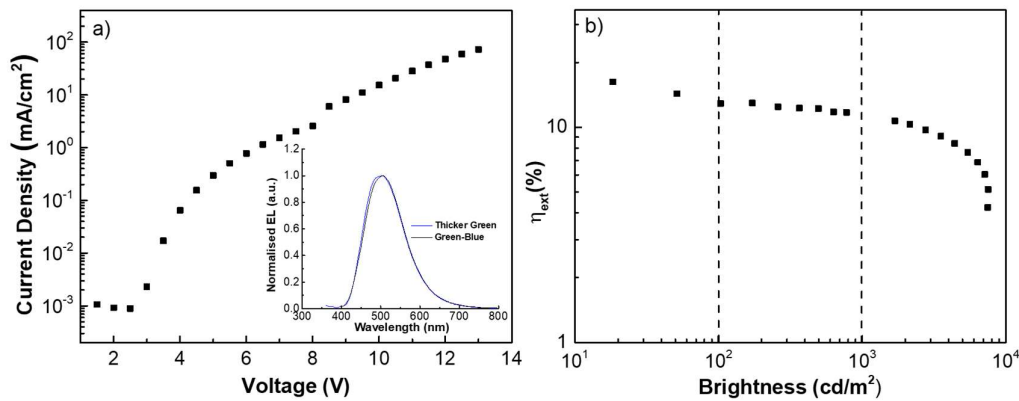 a)
Current Density (mA/cm²)
10²
10¹
10⁰
10⁻¹
10⁻²
10⁻³
2 4 6 8 10 12 14
Voltage (V)
Normalised EL (a.u.)
1.2
1.0
0.8
0.6
0.4
0.2
0.0
300 400 500 600 700 800
Wavelength (nm)
Thicker Green
Green-Blue
b)
ηext(%)
10
1
10¹ 10² 10³ 10⁴
Brightness (cd/m²)